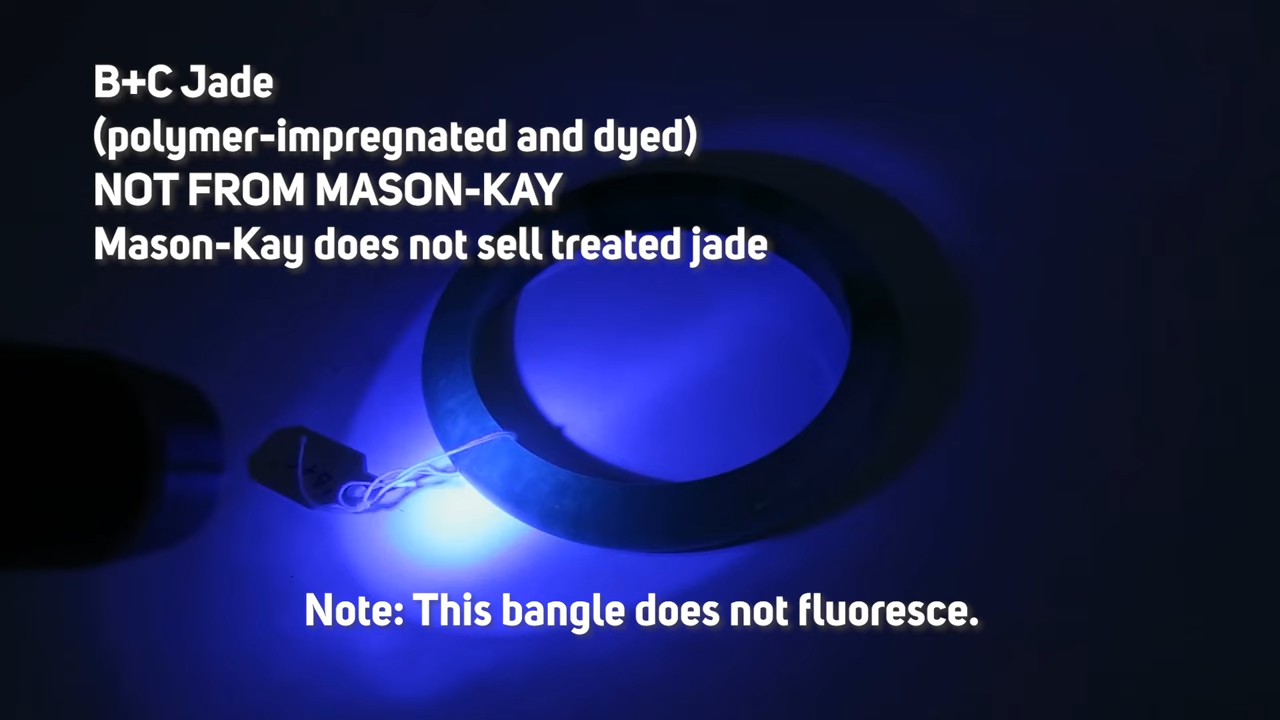 B+C Jade
(polymer-impregnated and dyed)
NOT FROM MASON-KAY
Mason-Kay does not sell treated jade
Note: This bangle does not fluoresce.